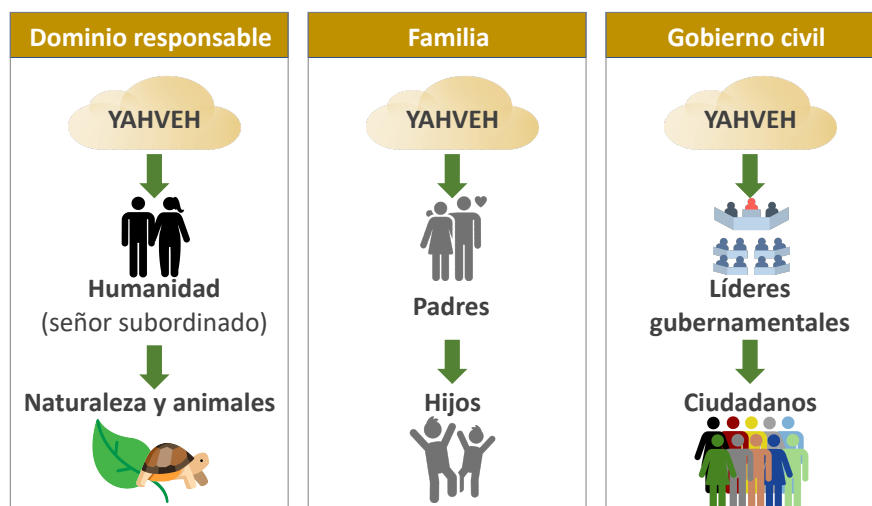 Dominio responsable
YAHVEH
Humanidad
(señor subordinado)
Naturaleza y animales
Familia
YAHVEH
Padres
Hijos
Gobierno civil
YAHVEH
Líderes
gubernamentales
Ciudadanos